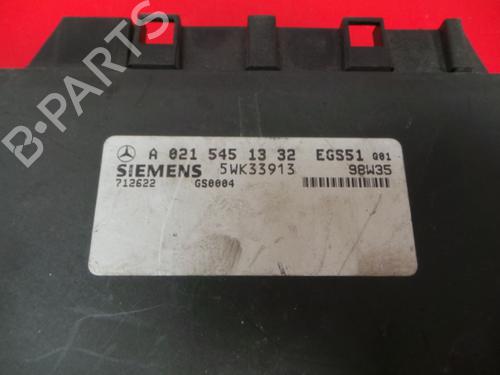 A 021 545 13 32 EGS51 Q01
SIEMENS 5WK33913 98W35
712622 GS0004
B-PARTS